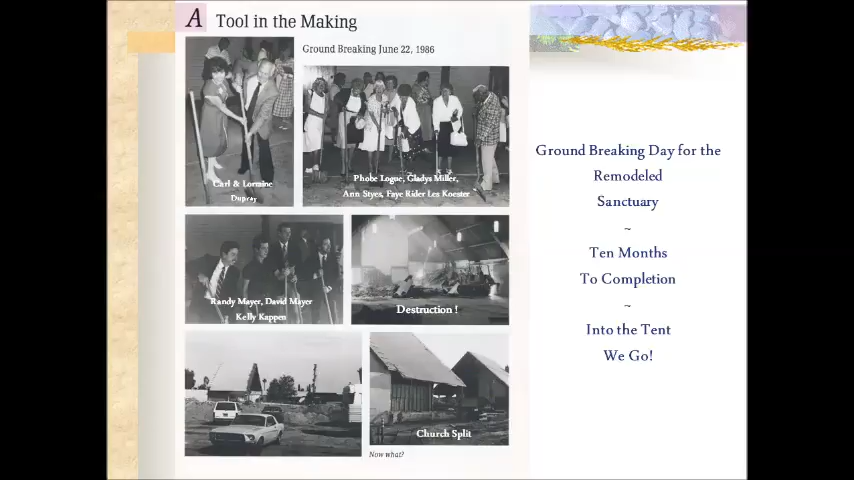 A Tool in the Making
Ground Breaking June 22, 1986
Carl & Lorraine
Dupray
Phobe Logue, Gladys Miller,
Ann Styes, Faye Rider Les Koester
Randy Mayer, David Mayer
Kelly Kappen
Destruction !
Church Split
Now what?
Ground Breaking Day for the
Remodeled
Sanctuary
~
Ten Months
To Completion
~
Into the Tent
We Go!